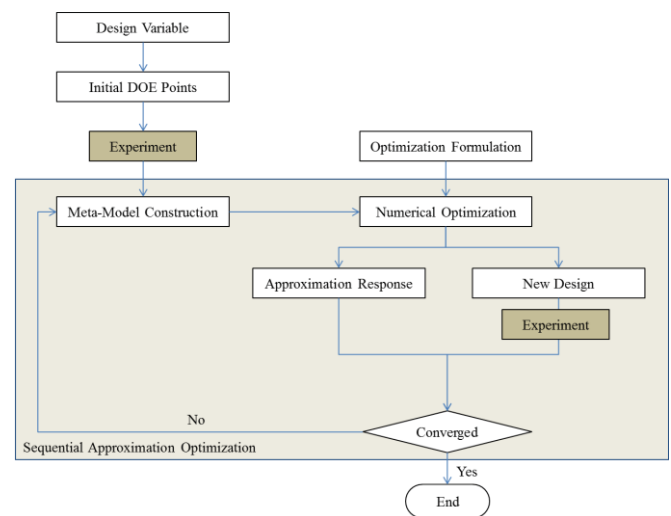 Design Variable
Initial DOE Points
Experiment
Optimization Formulation
Meta-Model Construction
Numerical Optimization
Approximation Response
New Design
Experiment
No
Converged
Sequential Approximation Optimization
Yes
End